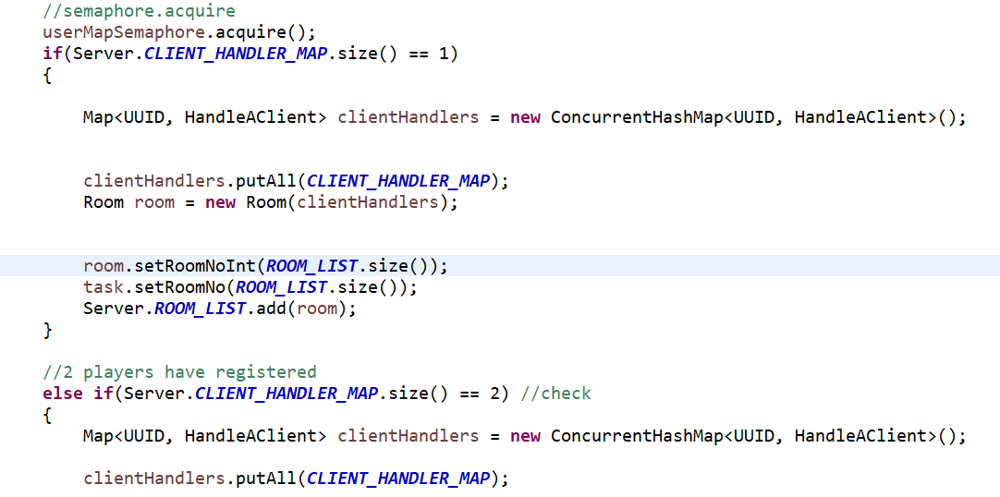 //semaphore.acquire
userMapSemaphore.acquire();
if(Server.CLIENT_HANDLER_MAP.size() == 1)
{
Map<UUID, HandleAClient> clientHandlers = new ConcurrentHashMap<UUID, HandleAClient>();
clientHandlers.putAll(CLIENT_HANDLER_MAP);
Room room = new Room(clientHandlers);
room.setRoomNoInt(ROOM_LIST.size());
task.setRoomNo(ROOM_LIST.size());
Server.ROOM_LIST.add(room);
}
//2 players have registered
else if(Server.CLIENT_HANDLER_MAP.size() == 2) //check
{
Map<UUID, HandleAClient> clientHandlers = new ConcurrentHashMap<UUID, HandleAClient>();
clientHandlers.putAll(CLIENT_HANDLER_MAP);